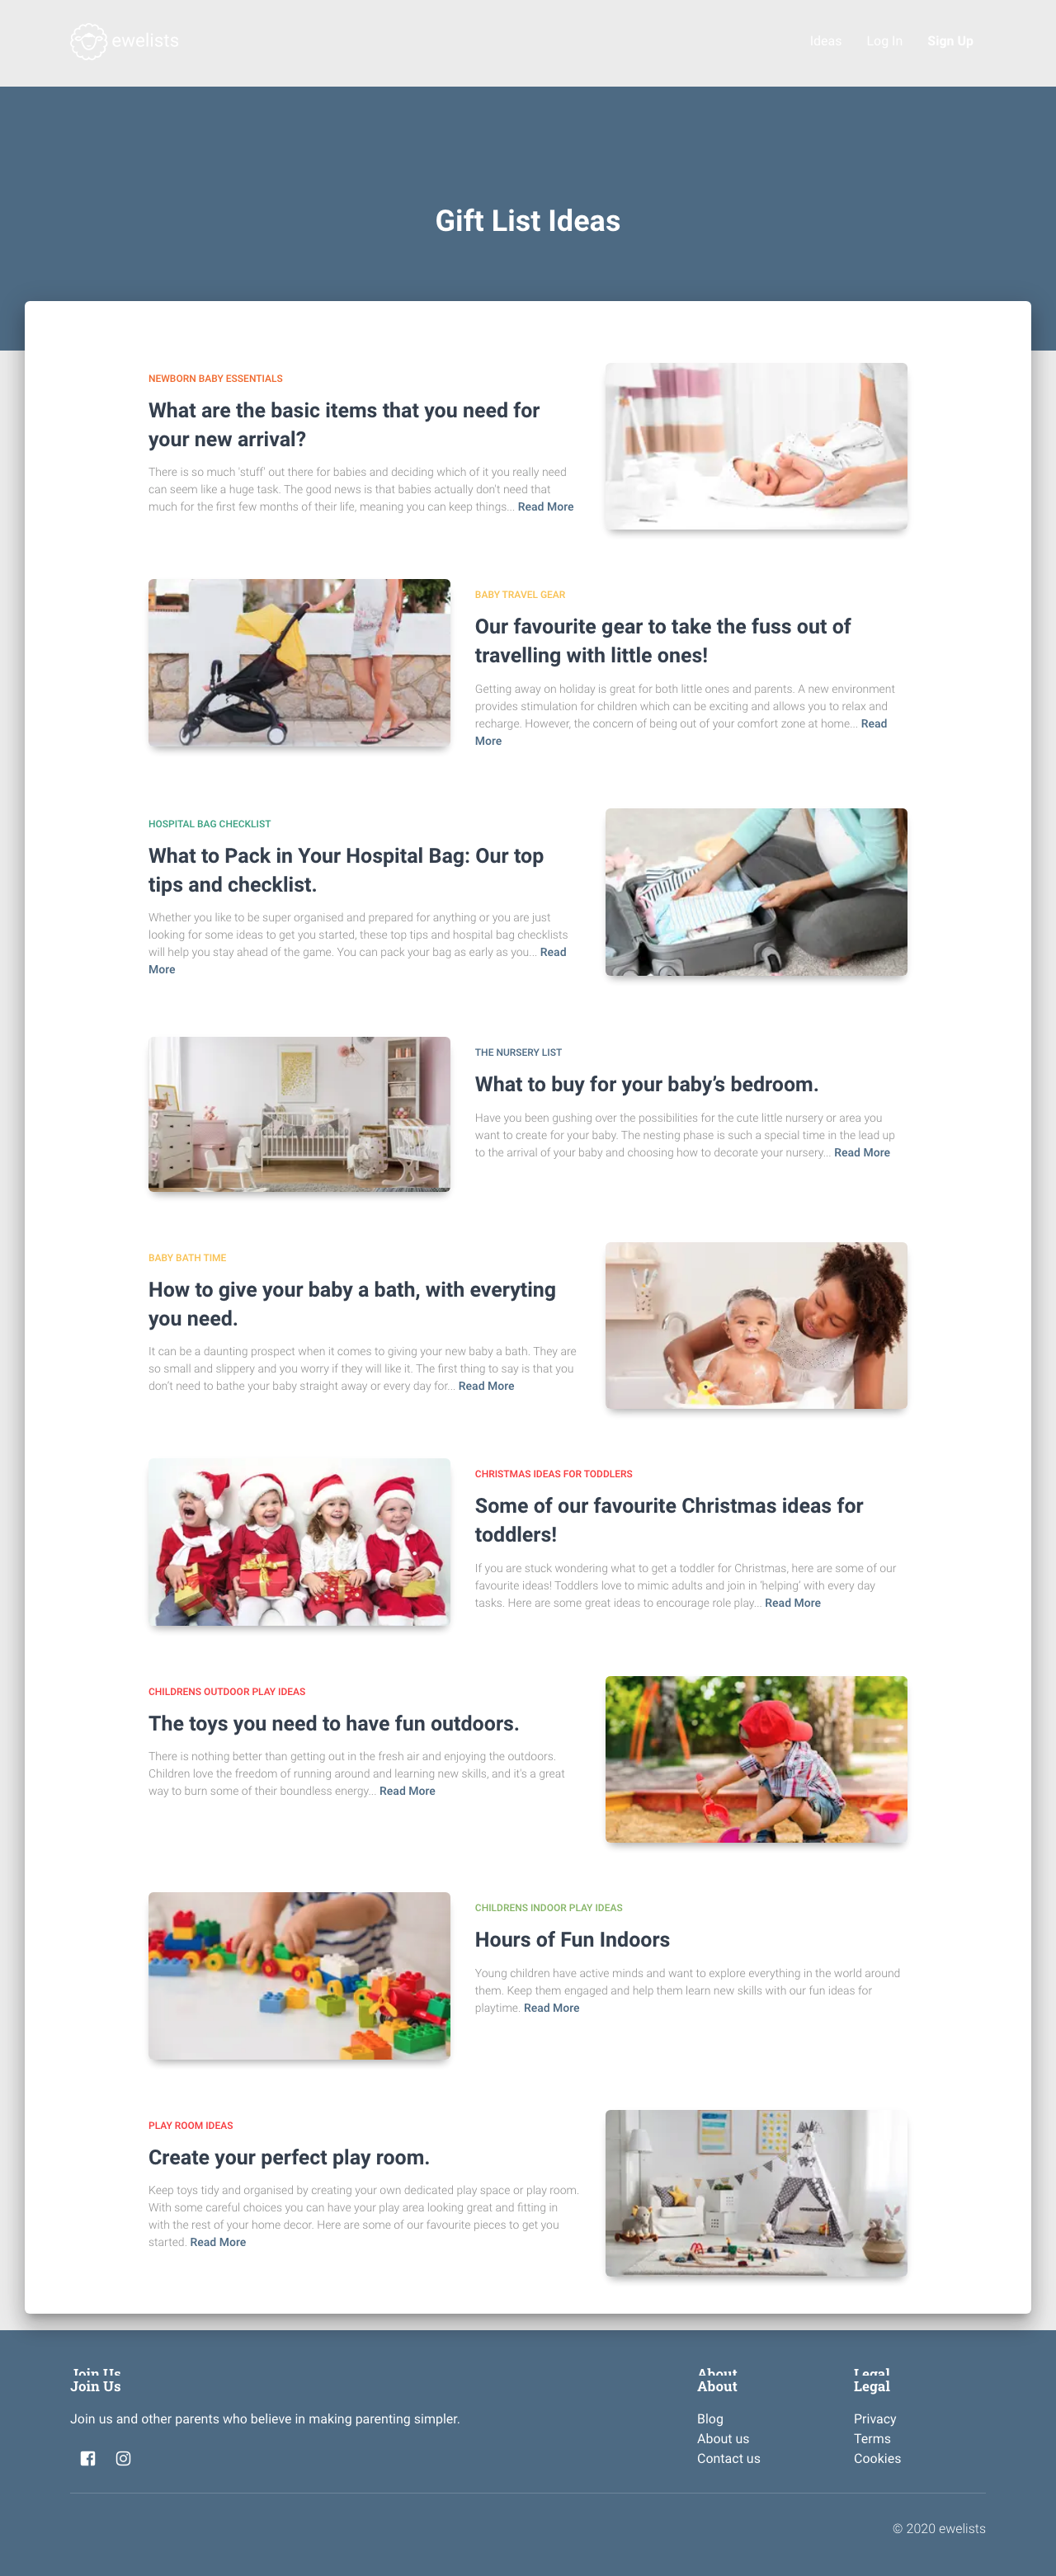 ewelists
Ideas Log In Sign Up
Gift List Ideas
NEWBORN BABY ESSENTIALS
What are the basic items that you need for
your new arrival?
There is so much 'stuff' out there for babies and deciding which of it you really need
can seem like a huge task. The good news is that babies actually don't need that
much for the first few months of their life, meaning you can keep things... Read More
BABY TRAVEL GEAR
Our favourite gear to take the fuss out of
travelling with little ones!
Getting away on holiday is great for both little ones and parents. A new environment
provides stimulation for children which can be exciting and allows you to relax and
recharge. However, the concern of being out of your comfort zone at home... Read
More
HOSPITAL BAG CHECKLIST
What to Pack in Your Hospital Bag: Our top
tips and checklist.
Whether you like to be super organised and prepared for anything or you are just
looking for some ideas to get you started, these top tips and hospital bag checklists
will help you stay ahead of the game. You can pack your bag as early as you... Read
More
THE NURSERY LIST
What to buy for your baby’s bedroom.
Have you been gushing over the possibilities for the cute little nursery or area you
want to create for your baby. The nesting phase is such a special time in the lead up
to the arrival of your baby and choosing how to decorate your nursery... Read More
BABY BATH TIME
How to give your baby a bath, with everyting
you need.
It can be a daunting prospect when it comes to giving your new baby a bath. They are
so small and slippery and you worry if they will like it. The first thing to say is that you
don't need to bathe your baby straight away or every day for... Read More
CHRISTMAS IDEAS FOR TODDLERS
Some of our favourite Christmas ideas for
toddlers!
If you are stuck wondering what to get a toddler for Christmas, here are some of our
favourite ideas! Toddlers love to mimic adults and join in 'helping' with every day
tasks. Here are some great ideas to encourage role play... Read More
CHILDRENS OUTDOOR PLAY IDEAS
The toys you need to have fun outdoors.
There is nothing better than getting out in the fresh air and enjoying the outdoors.
Children love the freedom of running around and learning new skills, and it's a great
way to burn some of their boundless energy... Read More
CHILDRENS INDOOR PLAY IDEAS
Hours of Fun Indoors
Young children have active minds and want to explore everything in the world around
them. Keep them engaged and help them learn new skills with our fun ideas for
playtime. Read More
PLAY ROOM IDEAS
Create your perfect play room.
Keep toys tidy and organised by creating your own dedicated play space or play room.
With some careful choices you can have your play area looking great and fitting in
with the rest of your home decor. Here are some of our favourite pieces to get you
started. Read More
Join Us
Join Us
Join us and other parents who believe in making parenting simpler.
About
About
Blog
About us
Contact us
Legal
Legal
Privacy
Terms
Cookies
© 2020 ewelists